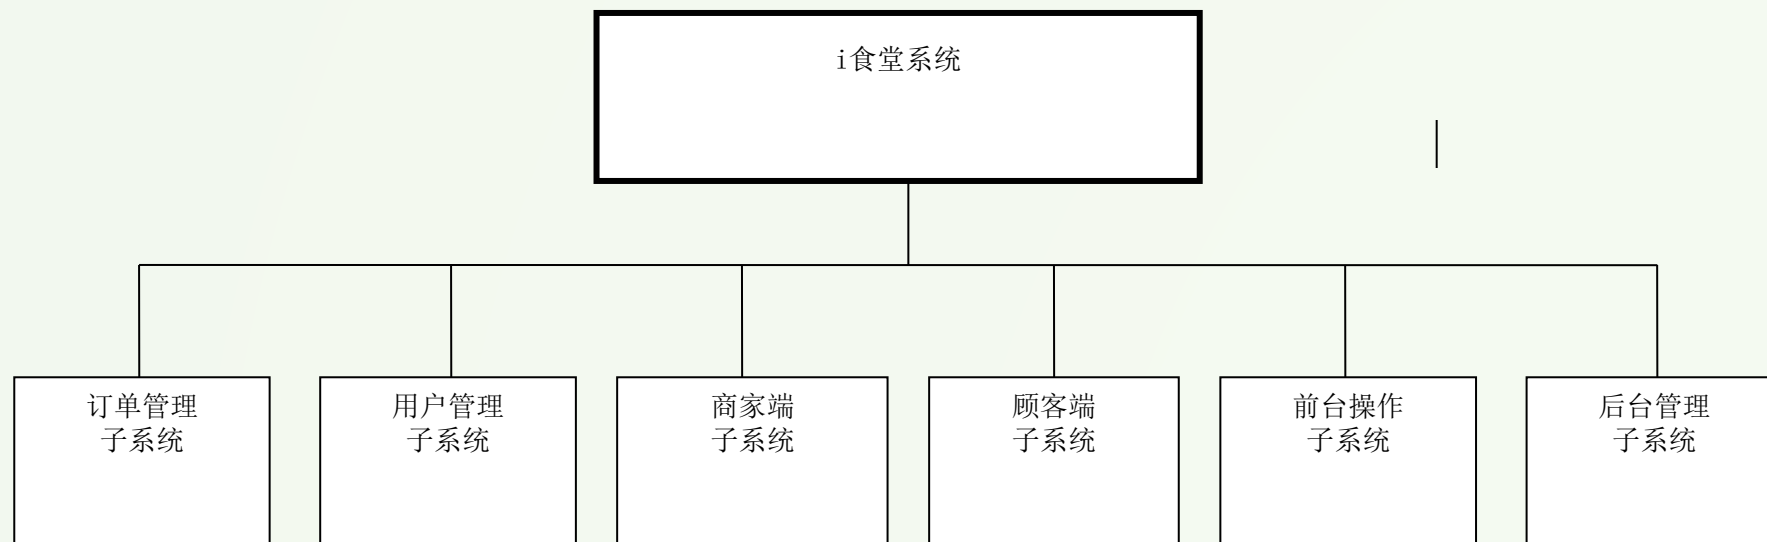 i食堂系统
订单管理
子系统
用户管理
子系统
商家端
子系统
顾客端
子系统
前台操作
子系统
后台管理
子系统